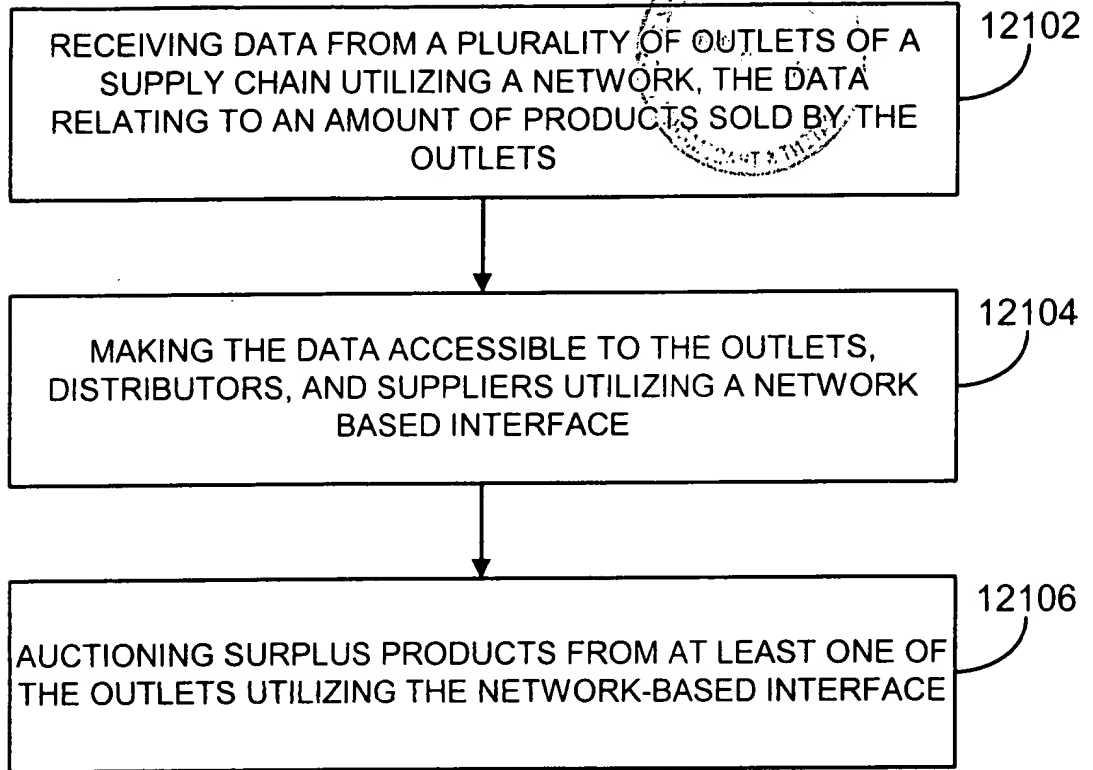 12102
RECEIVING DATA FROM A PLURALITY OF OUTLETS OF A
SUPPLY CHAIN UTILIZING A NETWORK, THE DATA
RELATING TO AN AMOUNT OF PRODUCTS SOLD BY THE
OUTLETS
12104
MAKING THE DATA ACCESSIBLE TO THE OUTLETS,
DISTRIBUTORS, AND SUPPLIERS UTILIZING A NETWORK
BASED INTERFACE
12106
AUCTIONING SURPLUS PRODUCTS FROM AT LEAST ONE OF
THE OUTLETS UTILIZING THE NETWORK-BASED INTERFACE